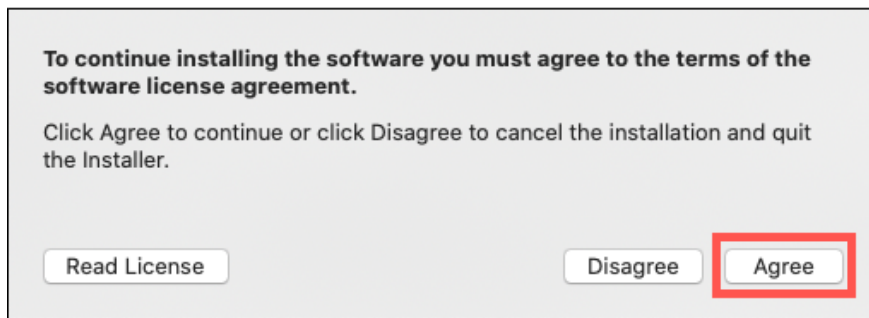 To continue installing the software you must agree to the terms of the
software license agreement.
Click Agree to continue or click Disagree to cancel the installation and quit
the Installer.
Read License
Disagree
Agree